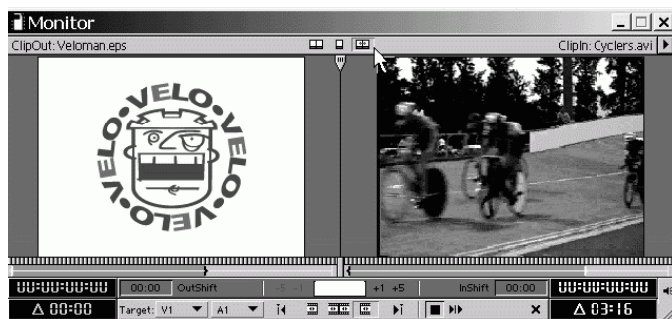 Monitor
ClipOut: Veloman.eps
ClipIn: Cyclers.avi
VELO•VELO•VELO•VELO•VELO•
00:00:00:00
00:00
OutShift
-5 -1
+1 +5
InShift
00:00
00:00:00:00
Δ 00:00
Target: V1
A1
Δ 03:16